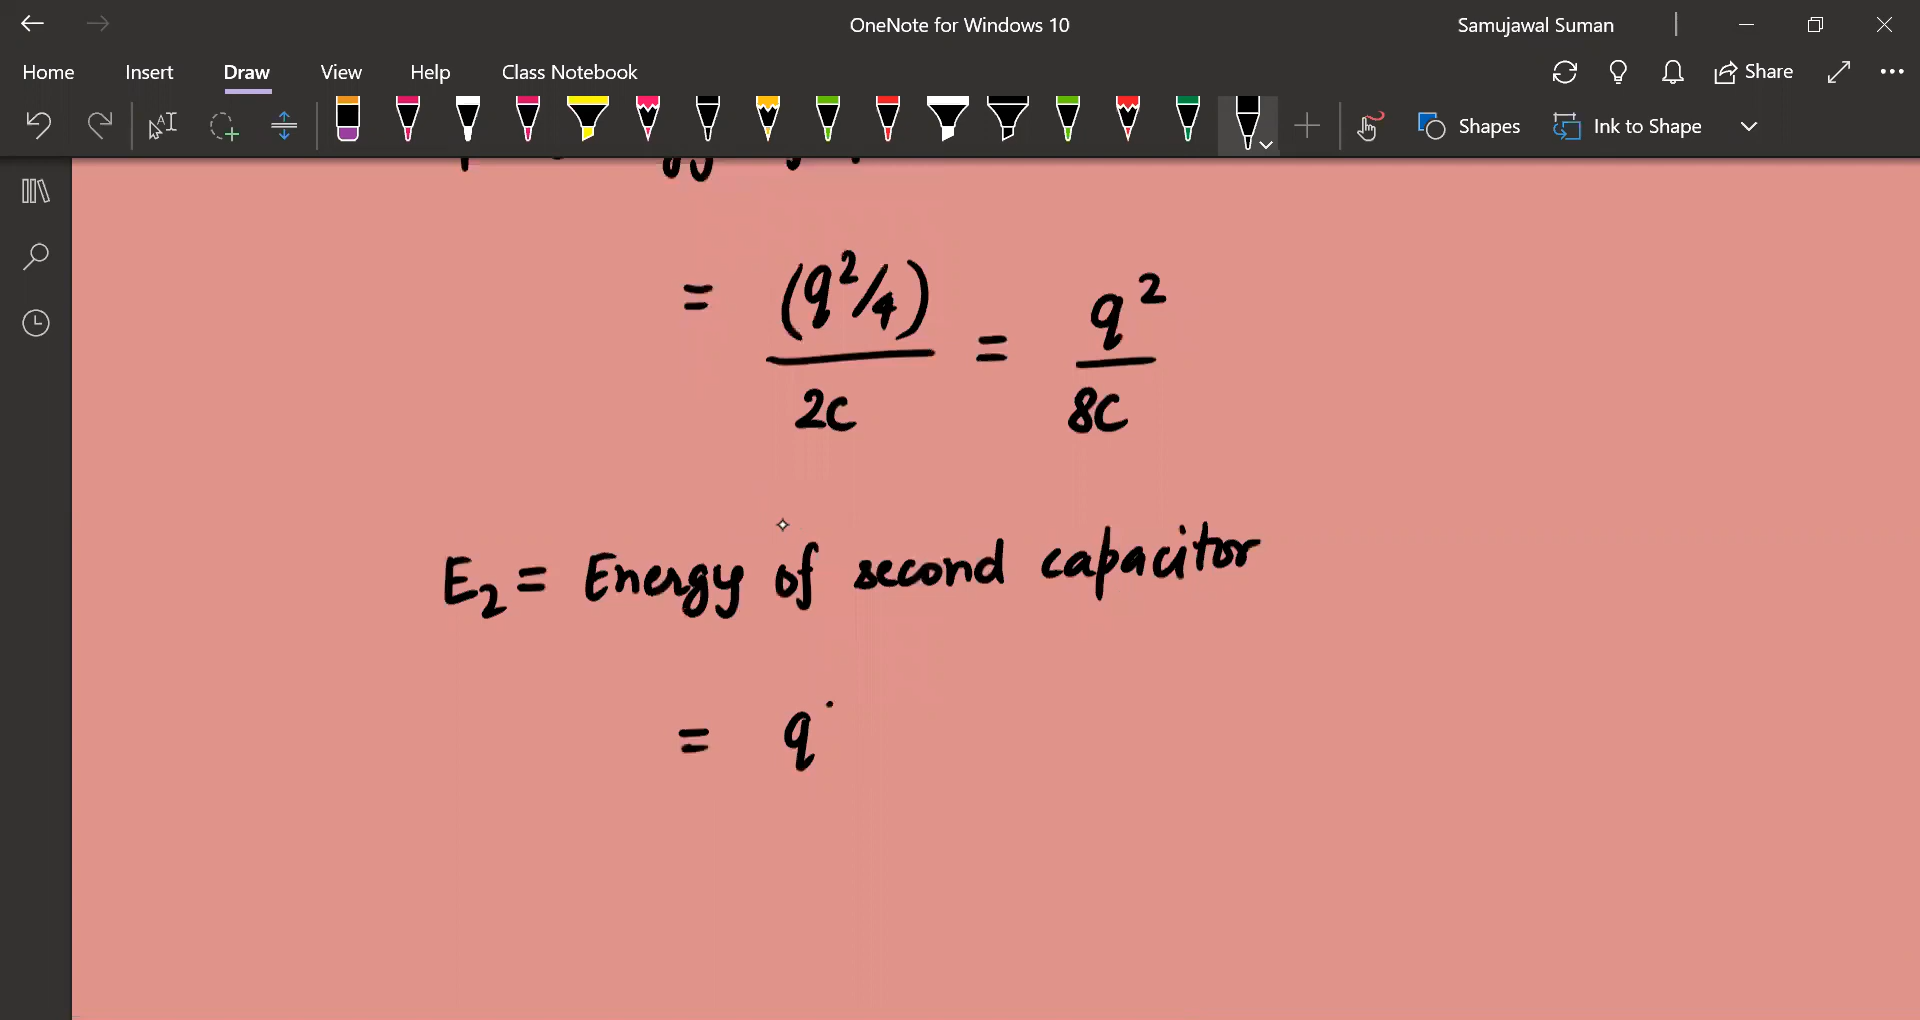 OneNote for Windows 10
Samujawal Suman
Home Insert Draw View Help Class Notebook Share
Shapes Ink to Shape
= (q²/4) / 2C = q² / 8C
E₂ = Energy of second capacitor
= q